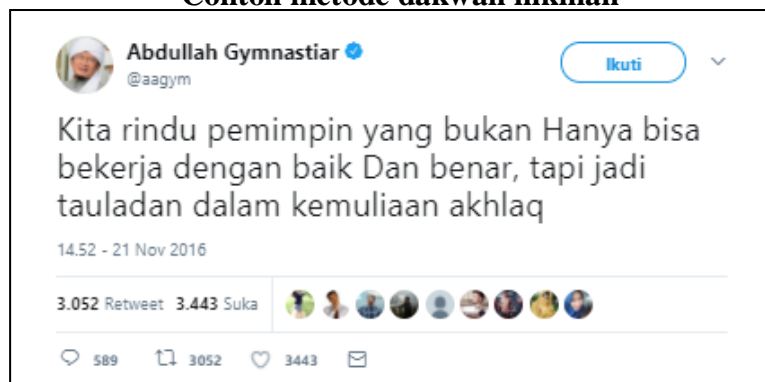 Contoh metode dakwah hikmah
Abdullah Gymnastiar
@aagym
Ikuti
Kita rindu pemimpin yang bukan Hanya bisa
bekerja dengan baik Dan benar, tapi jadi
tauladan dalam kemuliaan akhlaq
14.52 - 21 Nov 2016
3.052 Retweet 3.443 Suka
589 3052 3443